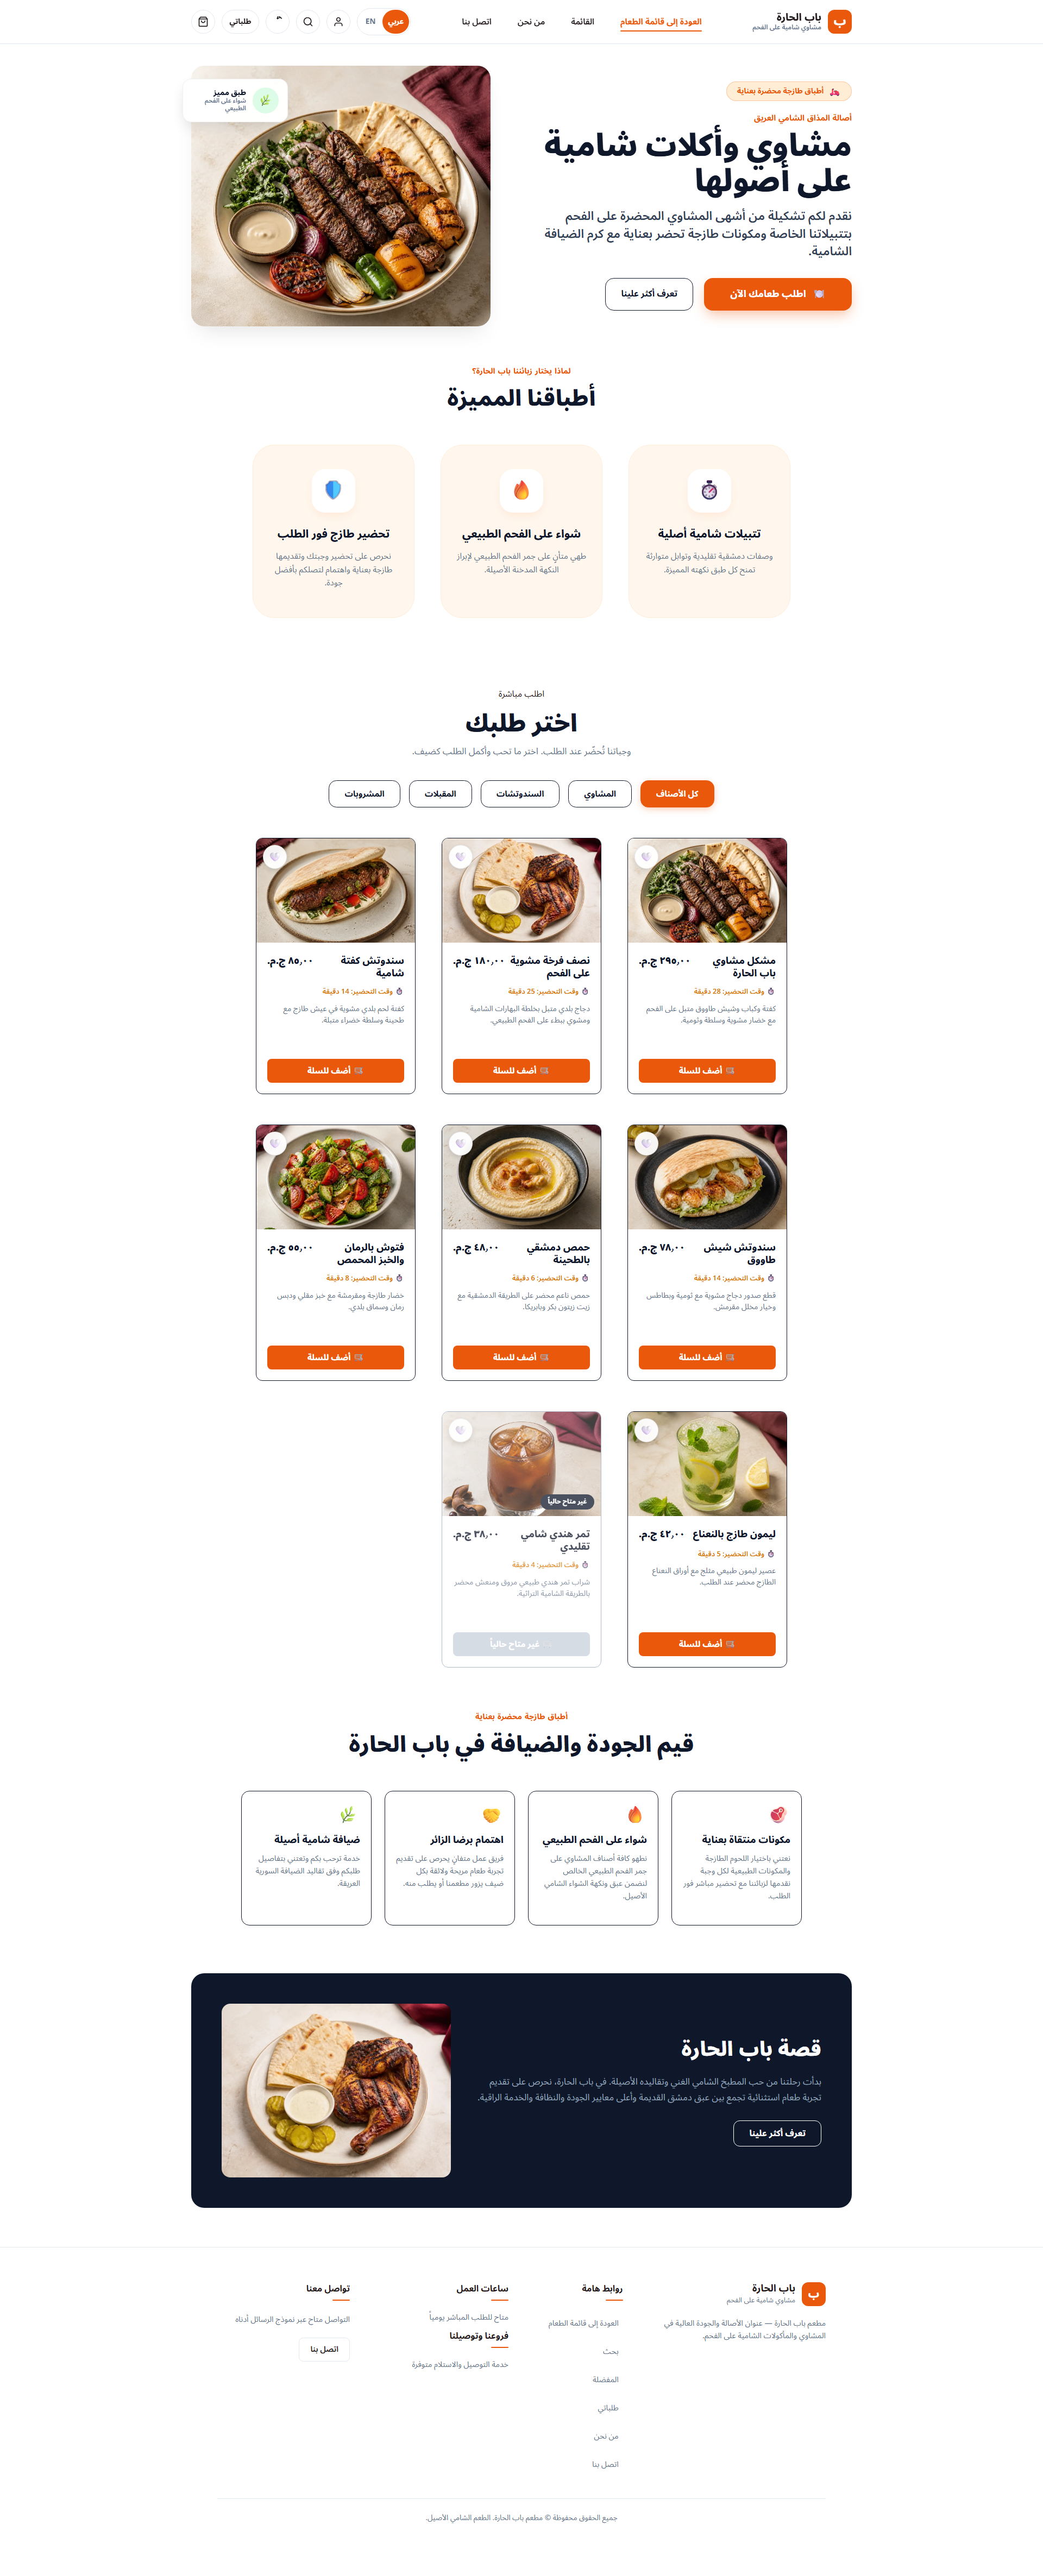 ب
باب الحارة
مشاوي شامية على الفحم
العودة إلى قائمة الطعام
القائمة
من نحن
اتصل بنا
عربي
EN
طلباتي
أطباق طازجة محضرة بعناية
أصالة المذاق الشامي العريق
مشاوي وأكلات شامية
على أصولها
نقدم لكم تشكيلة من أشهى المشاوي المحضرة على الفحم
بتتبيلاتنا الخاصة ومكونات طازجة تحضر بعناية مع كرم الضيافة
الشامية.
اطلب طعامك الآن
تعرف أكثر علينا
طبق مميز
شواء على الفحم
الطبيعي
لماذا يختار زبائننا باب الحارة؟
أطباقنا المميزة
تتبيلات شامية أصلية
وصفات دمشقية تقليدية وتوابل متوارثة
تمنح كل طبق نكهته المميزة.
شواء على الفحم الطبيعي
طهي متأنٍ على جمر الفحم الطبيعي لإبراز
النكهة المدخنة الأصيلة.
تحضير طازج فور الطلب
نحرص على تحضير وجبتك وتقديمها
طازجة بعناية واهتمام لتصلكم بأفضل
جودة.
اطلب مباشرة
اختر طلبك
وجباتنا تُحضّر عند الطلب. اختر ما تحب وأكمل الطلب كضيف.
كل الأصناف
المشاوي
السندوتشات
المقبلات
المشروبات
مشكل مشاوي
باب الحارة
٢٩٥٫٠٠ ج.م.
وقت التحضير: 28 دقيقة
كفتة وكباب وشيش طاووق متبل على الفحم
مع خضار مشوية وسلطة وثومية.
أضف للسلة
نصف فرخة مشوية
على الفحم
١٨٠٫٠٠ ج.م.
وقت التحضير: 25 دقيقة
دجاج بلدي متبل بخلطة البهارات الشامية
ومشوي ببطء على الفحم الطبيعي.
أضف للسلة
سندوتش كفتة
شامية
٨٥٫٠٠ ج.م.
وقت التحضير: 14 دقيقة
كفتة لحم بلدي مشوية في عيش طازج مع
طحينة وسلطة خضراء متبلة.
أضف للسلة
سندوتش شيش
طاووق
٧٨٫٠٠ ج.م.
وقت التحضير: 14 دقيقة
قطع صدور دجاج مشوية مع ثومية وبطاطس
وخيار مخلل مقرمش.
أضف للسلة
حمص دمشقي
بالطحينة
٤٨٫٠٠ ج.م.
وقت التحضير: 6 دقيقة
حمص ناعم محضر على الطريقة الدمشقية مع
زيت زيتون بكر وبابريكا.
أضف للسلة
فتوش بالرمان
والخبز المحمص
٥٥٫٠٠ ج.م.
وقت التحضير: 8 دقيقة
خضار طازجة ومقرمشة مع خبز مقلي ودبس
رمان وسماق بلدي.
أضف للسلة
ليمون طازج بالنعناع
٤٢٫٠٠ ج.م.
وقت التحضير: 5 دقيقة
عصير ليمون طبيعي مثلج مع أوراق النعناع
الطازج محضر عند الطلب.
أضف للسلة
غير متاح حالياً
تمر هندي شامي
تقليدي
٣٨٫٠٠ ج.م.
وقت التحضير: 4 دقيقة
شراب تمر هندي طبيعي مروق ومنعش محضر
بالطريقة الشامية التراثية.
غير متاح حالياً
أطباق طازجة محضرة بعناية
قيم الجودة والضيافة في باب الحارة
مكونات منتقاة بعناية
نعتني باختيار اللحوم الطازجة
والمكونات الطبيعية لكل وجبة
نقدمها لزبائننا مع تحضير مباشر فور
الطلب.
شواء على الفحم الطبيعي
نطهو كافة أصناف المشاوي على
جمر الفحم الطبيعي الخالص
لنضمن عبق ونكهة الشواء الشامي
الأصيل.
اهتمام برضا الزائر
فريق عمل متفانٍ يحرص على تقديم
تجربة طعام مريحة ولائقة بكل
ضيف يزور مطعمنا أو يطلب منه.
ضيافة شامية أصيلة
خدمة ترحب بكم وتعتني بتفاصيل
طلبكم وفق تقاليد الضيافة السورية
العريقة.
قصة باب الحارة
بدأت رحلتنا من حب المطبخ الشامي الغني وتقاليده الأصيلة. في باب الحارة، نحرص على تقديم
تجربة طعام استثنائية تجمع بين عبق دمشق القديمة وأعلى معايير الجودة والنظافة والخدمة الراقية.
تعرف أكثر علينا
ب
باب الحارة
مشاوي شامية على الفحم
مطعم باب الحارة — عنوان الأصالة والجودة العالية في
المشاوي والمأكولات الشامية على الفحم.
روابط هامة
العودة إلى قائمة الطعام
بحث
المفضلة
طلباتي
من نحن
اتصل بنا
ساعات العمل
متاح للطلب المباشر يومياً
فروعنا وتوصيلنا
خدمة التوصيل والاستلام متوفرة
تواصل معنا
التواصل متاح عبر نموذج الرسائل أدناه
اتصل بنا
جميع الحقوق محفوظة © مطعم باب الحارة. الطعم الشامي الأصيل.